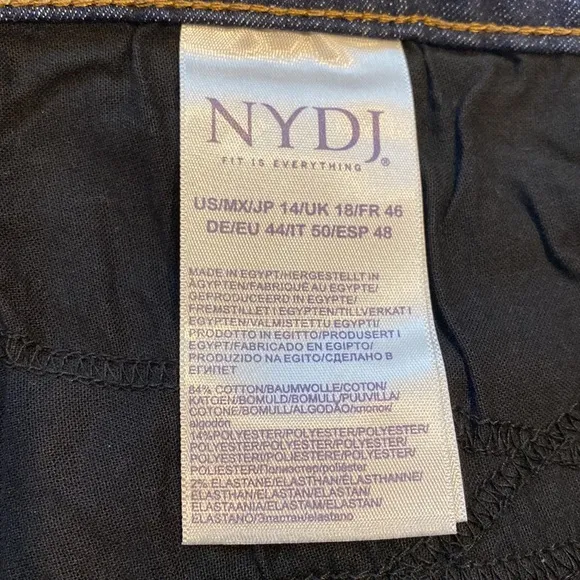 NYDJ®
FIT IS EVERYTHING
US/MX/JP 14/UK 18/FR 46
DE/EU 44/IT 50/ESP 48
MADE IN EGYPT/HERGESTELLT IN
ÄGYPTEN/FABRIQUÉ AU EGYPTE/
GEPRODUCEERD IN EGYPTE/
FREMSTILLET I EGYPTEN/TILLVERKAT I
EGYPTEN/VALMISTETTU EGYPTI/
PRODOTTO IN EGITTO/PRODUSERT I
EGYPT/FABRICADO EN EGIPTO/
PRODUZIDO NA EGITO/СДЕЛАНО В
ЕГИПЕТ
84% COTTON/BAUMWOLLE/COTON/
KATOEN/BOMULD/BOMULL/PUUVILLA/
COTONE/BOMULL/ALGODÃO/хлопок/
algodón
14%POLYESTER/POLYESTER/POLYESTER/
POLYESTER/POLYESTER/POLYESTER/
POLYESTERI/POLIESTERE/POLYESTER/
POLIESTER/Полиэстер/poliéster
2% ELASTANE/ELASTHAN/ELASTHANNE/
ELASTHAN/ELASTAN/ELASTAN/
ELASTAANIA/ELASTAN/ELASTAN/
ELASTANO/Эластан/elastano